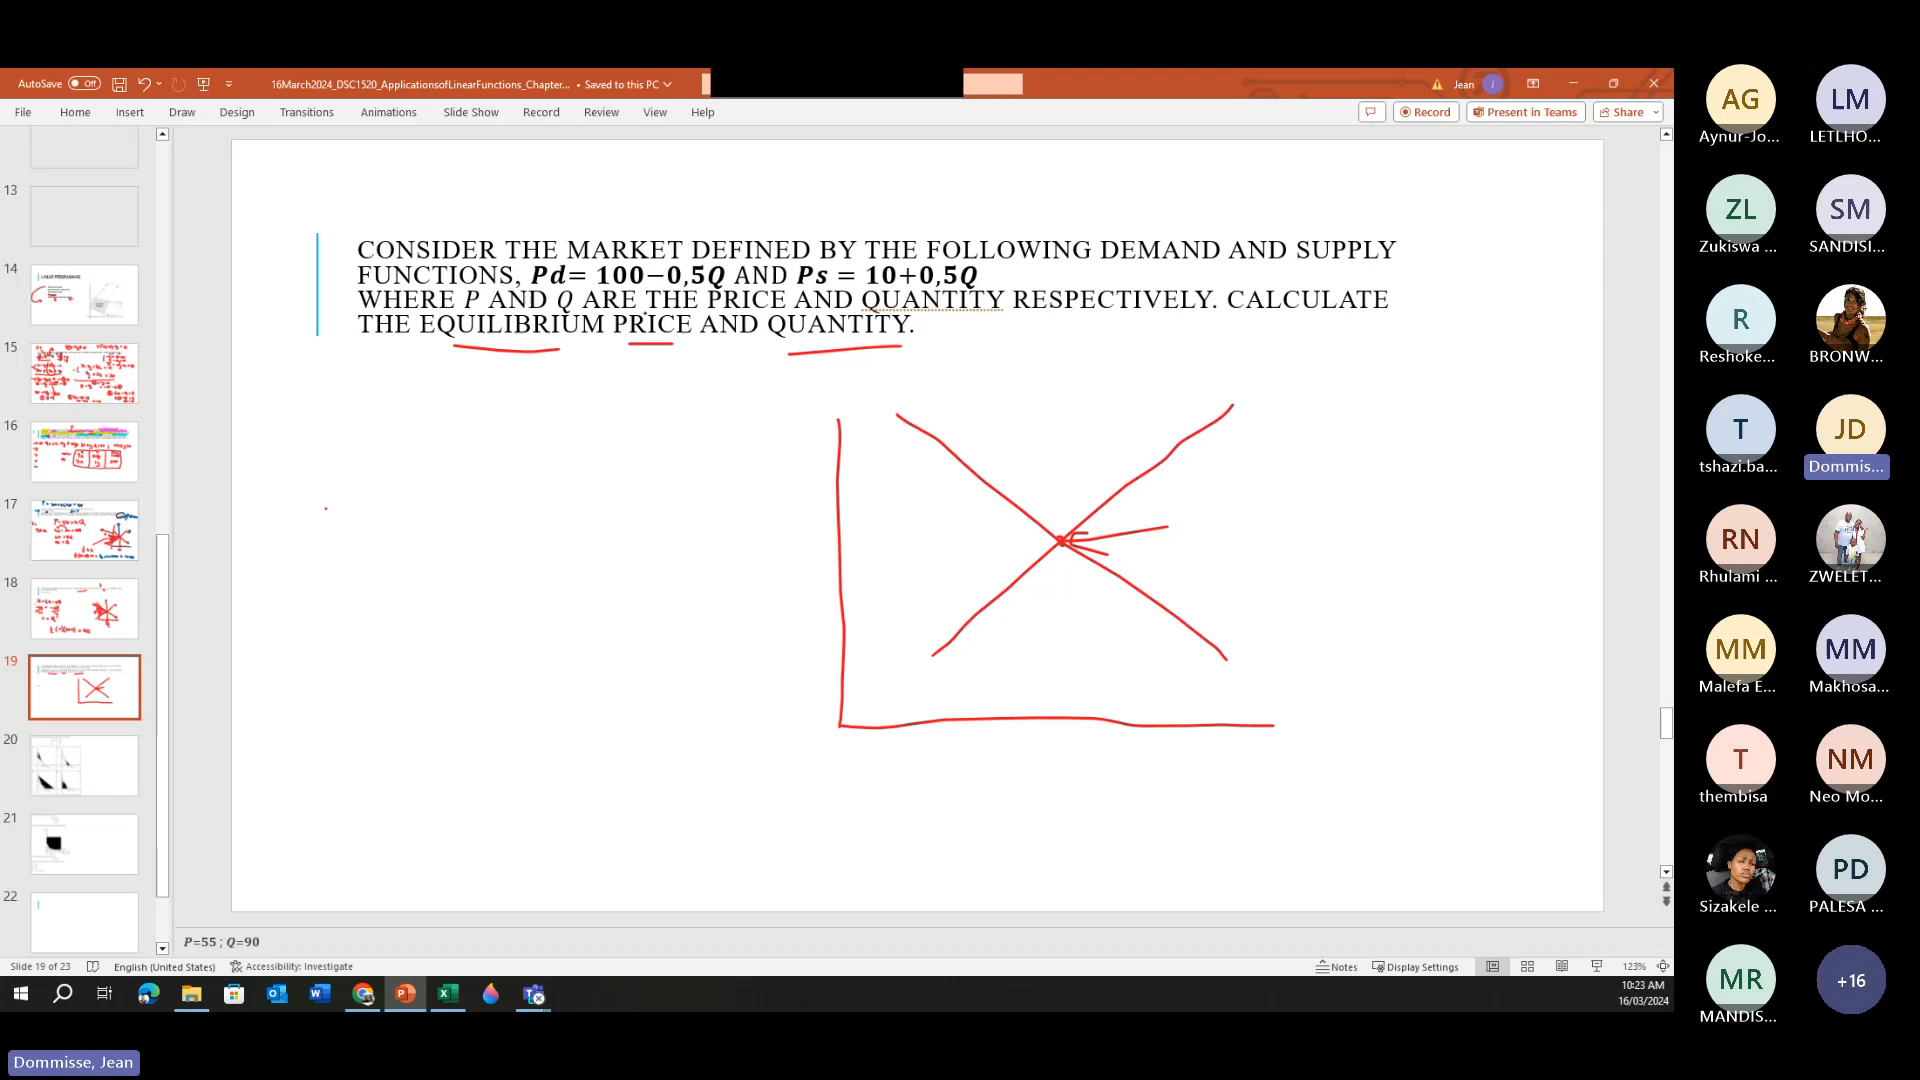 AutoSave Off 16March2024_DSC1520_ApplicationsofLinearFunctions_Chapter... • Saved to this PC Jean J
File Home Insert Draw Design Transitions Animations Slide Show Record Review View Help Record Present in Teams Share
CONSIDER THE MARKET DEFINED BY THE FOLLOWING DEMAND AND SUPPLY
FUNCTIONS, Pd= 100−0,5Q AND Ps = 10+0,5Q
WHERE P AND Q ARE THE PRICE AND QUANTITY RESPECTIVELY. CALCULATE
THE EQUILIBRIUM PRICE AND QUANTITY.
13
14
15
16
17
18
19
20
21
22
P=55 ; Q=90
Slide 19 of 23 English (United States) Accessibility: Investigate Notes Display Settings 123%
10:23 AM
16/03/2024
AG LM
Aynur-Jo... LETLHO...
ZL SM
Zukiswa ... SANDISI...
R
Reshoke... BRONW...
T JD
tshazi.ba... Dommis...
RN
Rhulami ... ZWELET...
MM MM
Malefa E... Makhosa...
T NM
thembisa Neo Mo...
PD
Sizakele ... PALESA ...
MR +16
MANDIS...
Dommisse, Jean